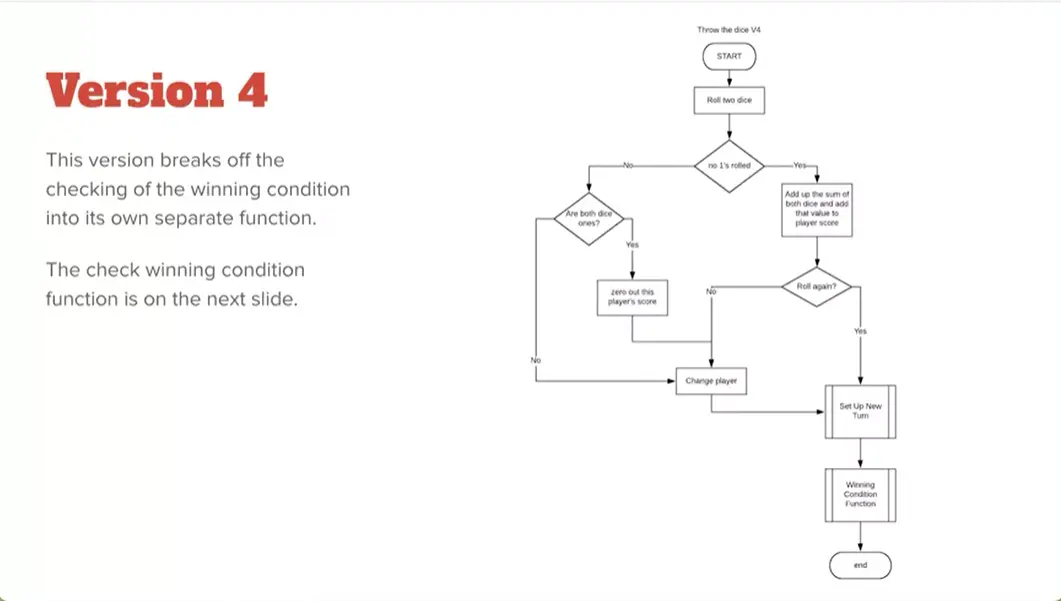 Version 4
This version breaks off the
checking of the winning condition
into its own separate function.
The check winning condition
function is on the next slide.
Throw the dice V4
START
Roll two dice
no 1's rolled
No
Yes
Are both dice
ones?
Yes
No
Add up the sum of
both dice and add
that value to
player score
zero out this
player's score
Roll again?
No
Yes
Change player
Set Up New
Turn
Winning
Condition
Function
end